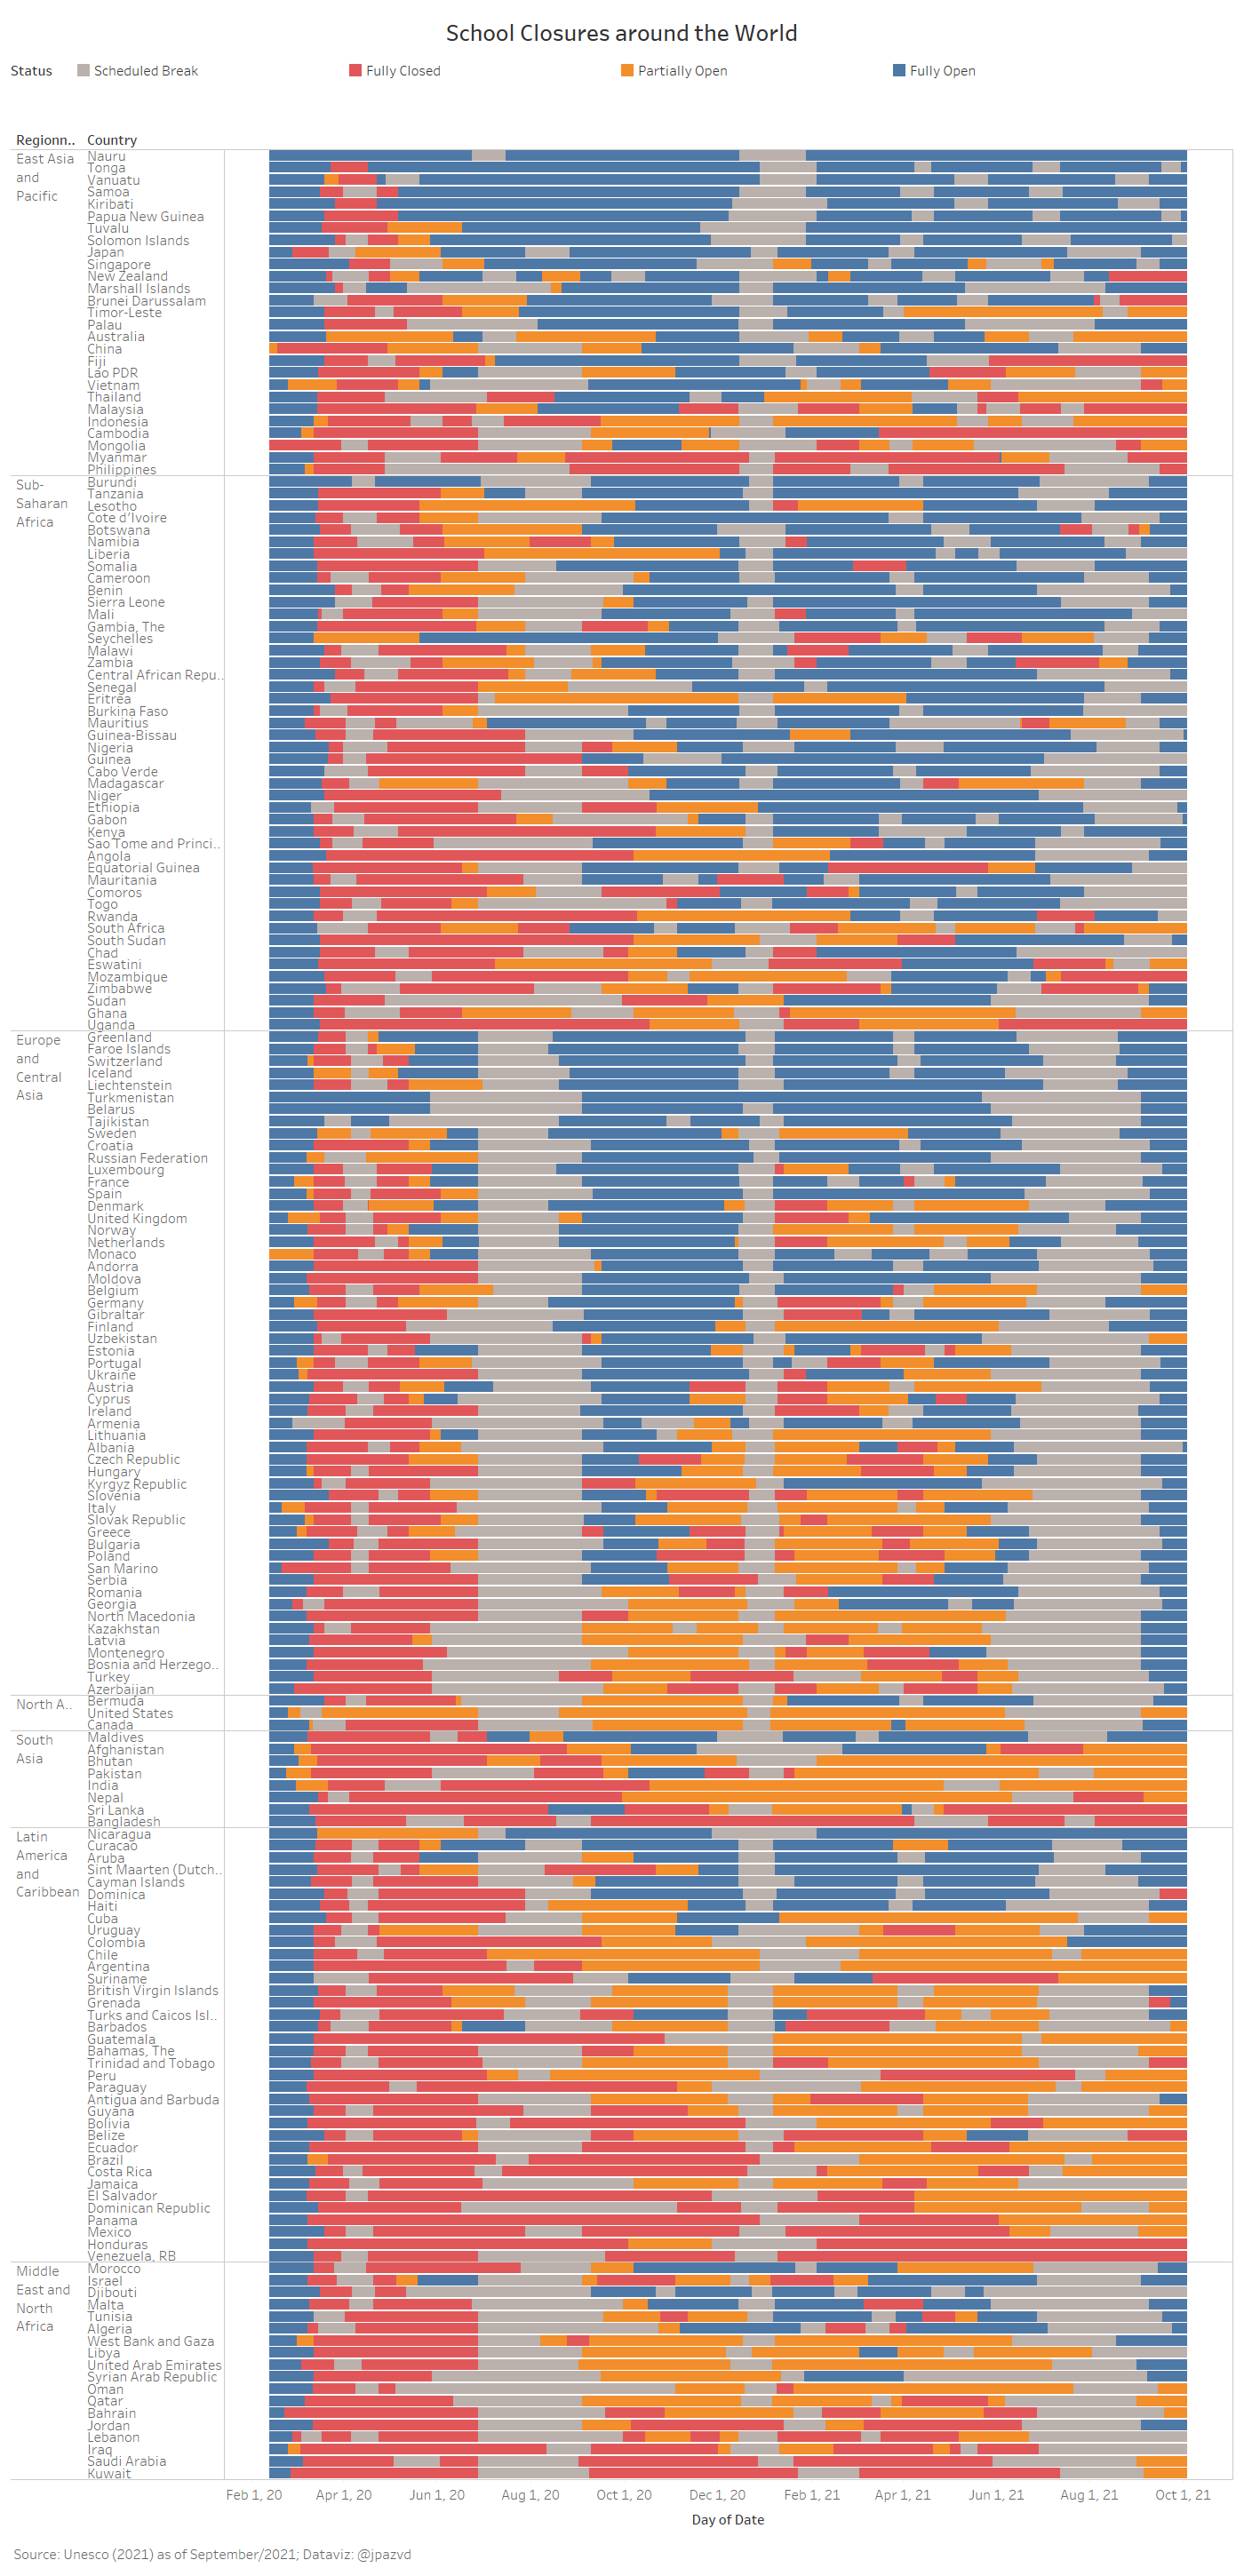 School Closures around the World
Status Scheduled Break Fully Closed Partially Open Fully Open
Regionn.. Country
East Asia and Pacific
Nauru
Tonga
Vanuatu
Samoa
Kiribati
Papua New Guinea
Tuvalu
Solomon Islands
Japan
Singapore
New Zealand
Marshall Islands
Brunei Darussalam
Timor-Leste
Palau
Australia
China
Fiji
Lao PDR
Vietnam
Thailand
Malaysia
Indonesia
Cambodia
Mongolia
Myanmar
Philippines
Sub-Saharan Africa
Burundi
Tanzania
Lesotho
Cote d'Ivoire
Botswana
Namibia
Liberia
Somalia
Cameroon
Benin
Sierra Leone
Mali
Gambia, The
Seychelles
Malawi
Zambia
Central African Repu..
Senegal
Eritrea
Burkina Faso
Mauritius
Guinea-Bissau
Nigeria
Guinea
Cabo Verde
Madagascar
Niger
Ethiopia
Gabon
Kenya
Sao Tome and Princi..
Angola
Equatorial Guinea
Mauritania
Comoros
Togo
Rwanda
South Africa
South Sudan
Chad
Eswatini
Mozambique
Zimbabwe
Sudan
Ghana
Uganda
Europe and Central Asia
Greenland
Faroe Islands
Switzerland
Iceland
Liechtenstein
Turkmenistan
Belarus
Tajikistan
Sweden
Croatia
Russian Federation
Luxembourg
France
Spain
Denmark
United Kingdom
Norway
Netherlands
Monaco
Andorra
Moldova
Belgium
Germany
Gibraltar
Finland
Uzbekistan
Estonia
Portugal
Ukraine
Austria
Cyprus
Ireland
Armenia
Lithuania
Albania
Czech Republic
Hungary
Kyrgyz Republic
Slovenia
Italy
Slovak Republic
Greece
Bulgaria
Poland
San Marino
Serbia
Romania
Georgia
North Macedonia
Kazakhstan
Latvia
Montenegro
Bosnia and Herzego..
Turkey
Azerbaijan
North A..
Bermuda
United States
Canada
South Asia
Maldives
Afghanistan
Bhutan
Pakistan
India
Nepal
Sri Lanka
Bangladesh
Latin America and Caribbean
Nicaragua
Curacao
Aruba
Sint Maarten (Dutch..
Cayman Islands
Dominica
Haiti
Cuba
Uruguay
Colombia
Chile
Argentina
Suriname
British Virgin Islands
Grenada
Turks and Caicos Isl..
Barbados
Guatemala
Bahamas, The
Trinidad and Tobago
Peru
Paraguay
Antigua and Barbuda
Guyana
Bolivia
Belize
Ecuador
Brazil
Costa Rica
Jamaica
El Salvador
Dominican Republic
Panama
Mexico
Honduras
Venezuela, RB
Middle East and North Africa
Morocco
Israel
Djibouti
Malta
Tunisia
Algeria
West Bank and Gaza
Libya
United Arab Emirates
Syrian Arab Republic
Oman
Qatar
Bahrain
Jordan
Lebanon
Iraq
Saudi Arabia
Kuwait
Feb 1, 20 Apr 1, 20 Jun 1, 20 Aug 1, 20 Oct 1, 20 Dec 1, 20 Feb 1, 21 Apr 1, 21 Jun 1, 21 Aug 1, 21 Oct 1, 21
Day of Date
Source: Unesco (2021) as of September/2021; Dataviz: @jpazvd